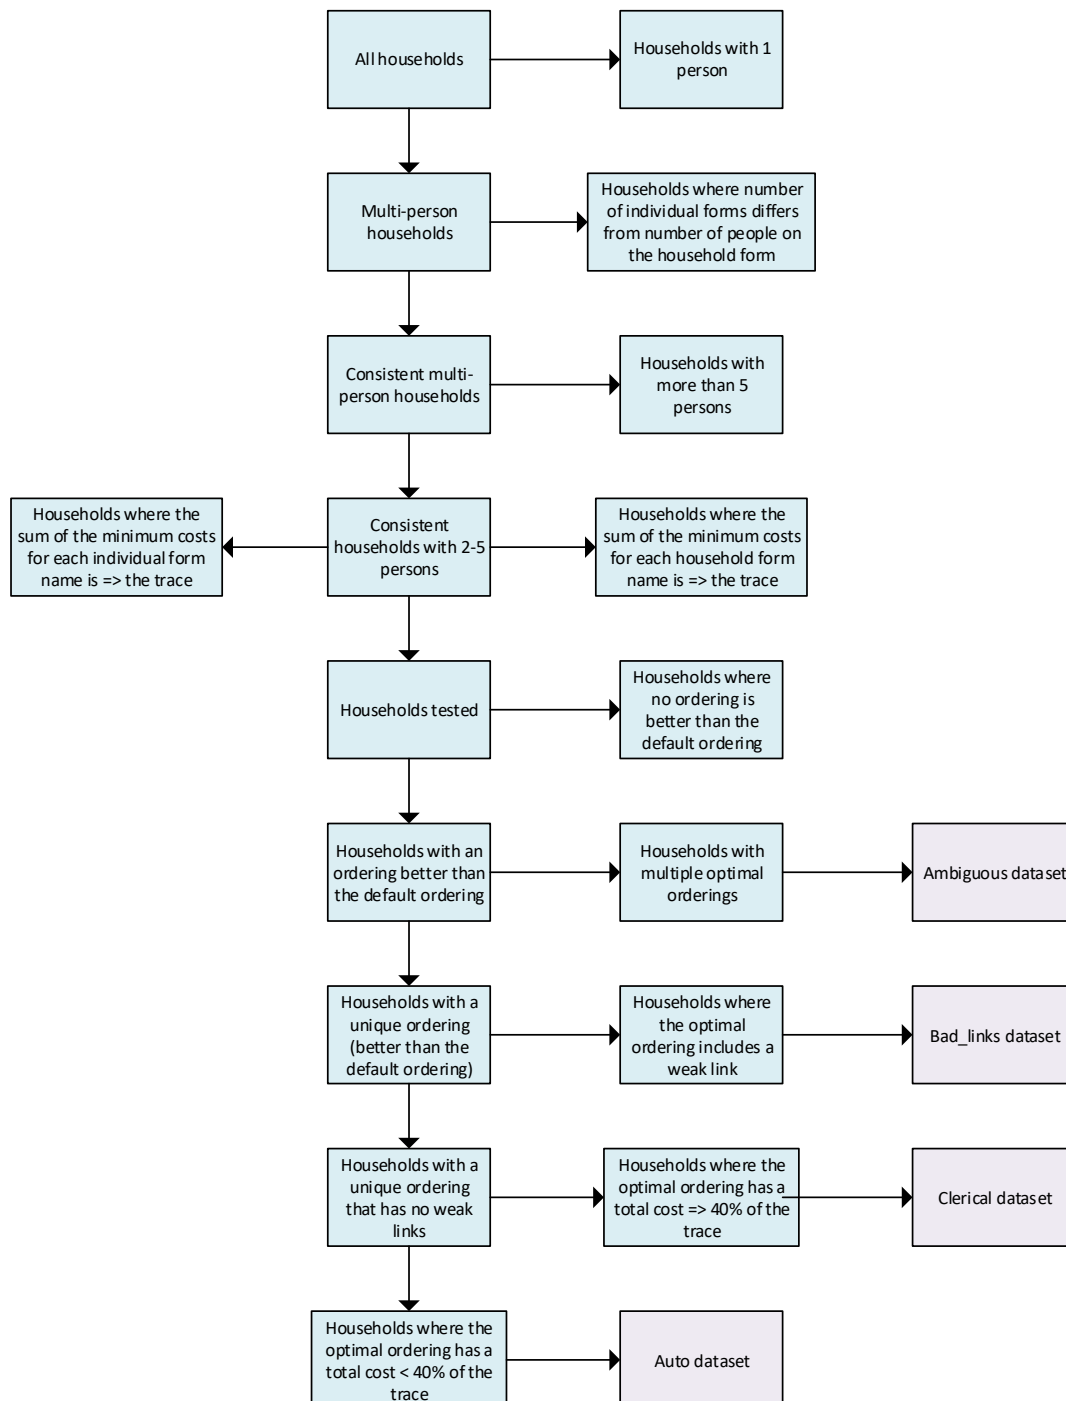 All households
Households with 1
person
Multi-person
households
Households where number
of individual forms differs
from number of people on
the household form
Consistent multi-
person households
Households with
more than 5
persons
Households where the
sum of the minimum costs
for each individual form
name is => the trace
Consistent
households with 2-5
persons
Households where the
sum of the minimum costs
for each household form
name is => the trace
Households tested
Households where
no ordering is
better than the
default ordering
Households with an
ordering better than
the default ordering
Households with
multiple optimal
orderings
Ambiguous dataset
Households with a
unique ordering
(better than the
default ordering)
Households where
the optimal
ordering includes a
weak link
Bad_links dataset
Households with a
unique ordering
that has no weak
links
Households where the
optimal ordering has a
total cost => 40% of the
trace
Clerical dataset
Households where the
optimal ordering has a
total cost < 40% of the
trace
Auto dataset